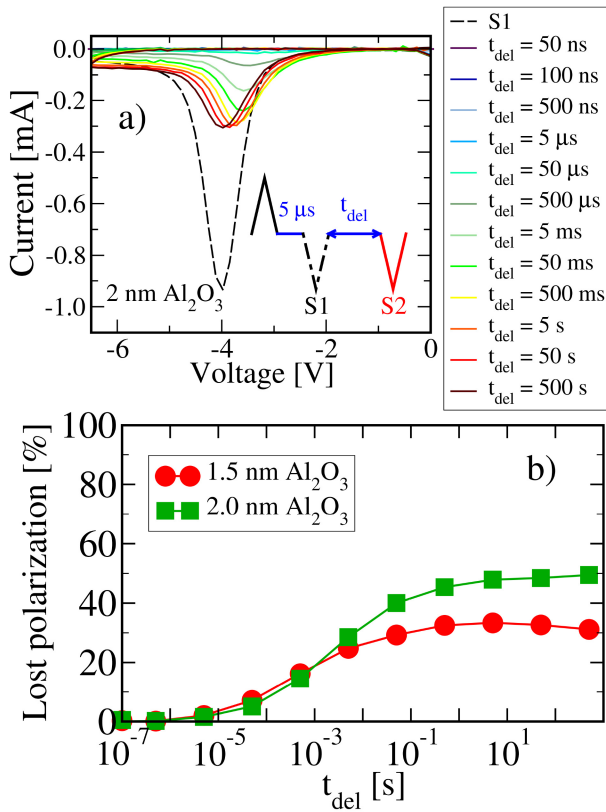 0.0
-0.2
-0.4
-0.6
-0.8
-1.0
Current [mA]
a)
5 μs
t_del
2 nm Al₂O₃
S1
S2
-6
-4
-2
0
Voltage [V]
S1
t_del = 50 ns
t_del = 100 ns
t_del = 500 ns
t_del = 5 μs
t_del = 50 μs
t_del = 500 μs
t_del = 5 ms
t_del = 50 ms
t_del = 500 ms
t_del = 5 s
t_del = 50 s
t_del = 500 s
100
80
60
40
20
0
Lost polarization [%]
b)
1.5 nm Al₂O₃
2.0 nm Al₂O₃
10⁻⁷
10⁻⁵
10⁻³
10⁻¹
10¹
t_del [s]